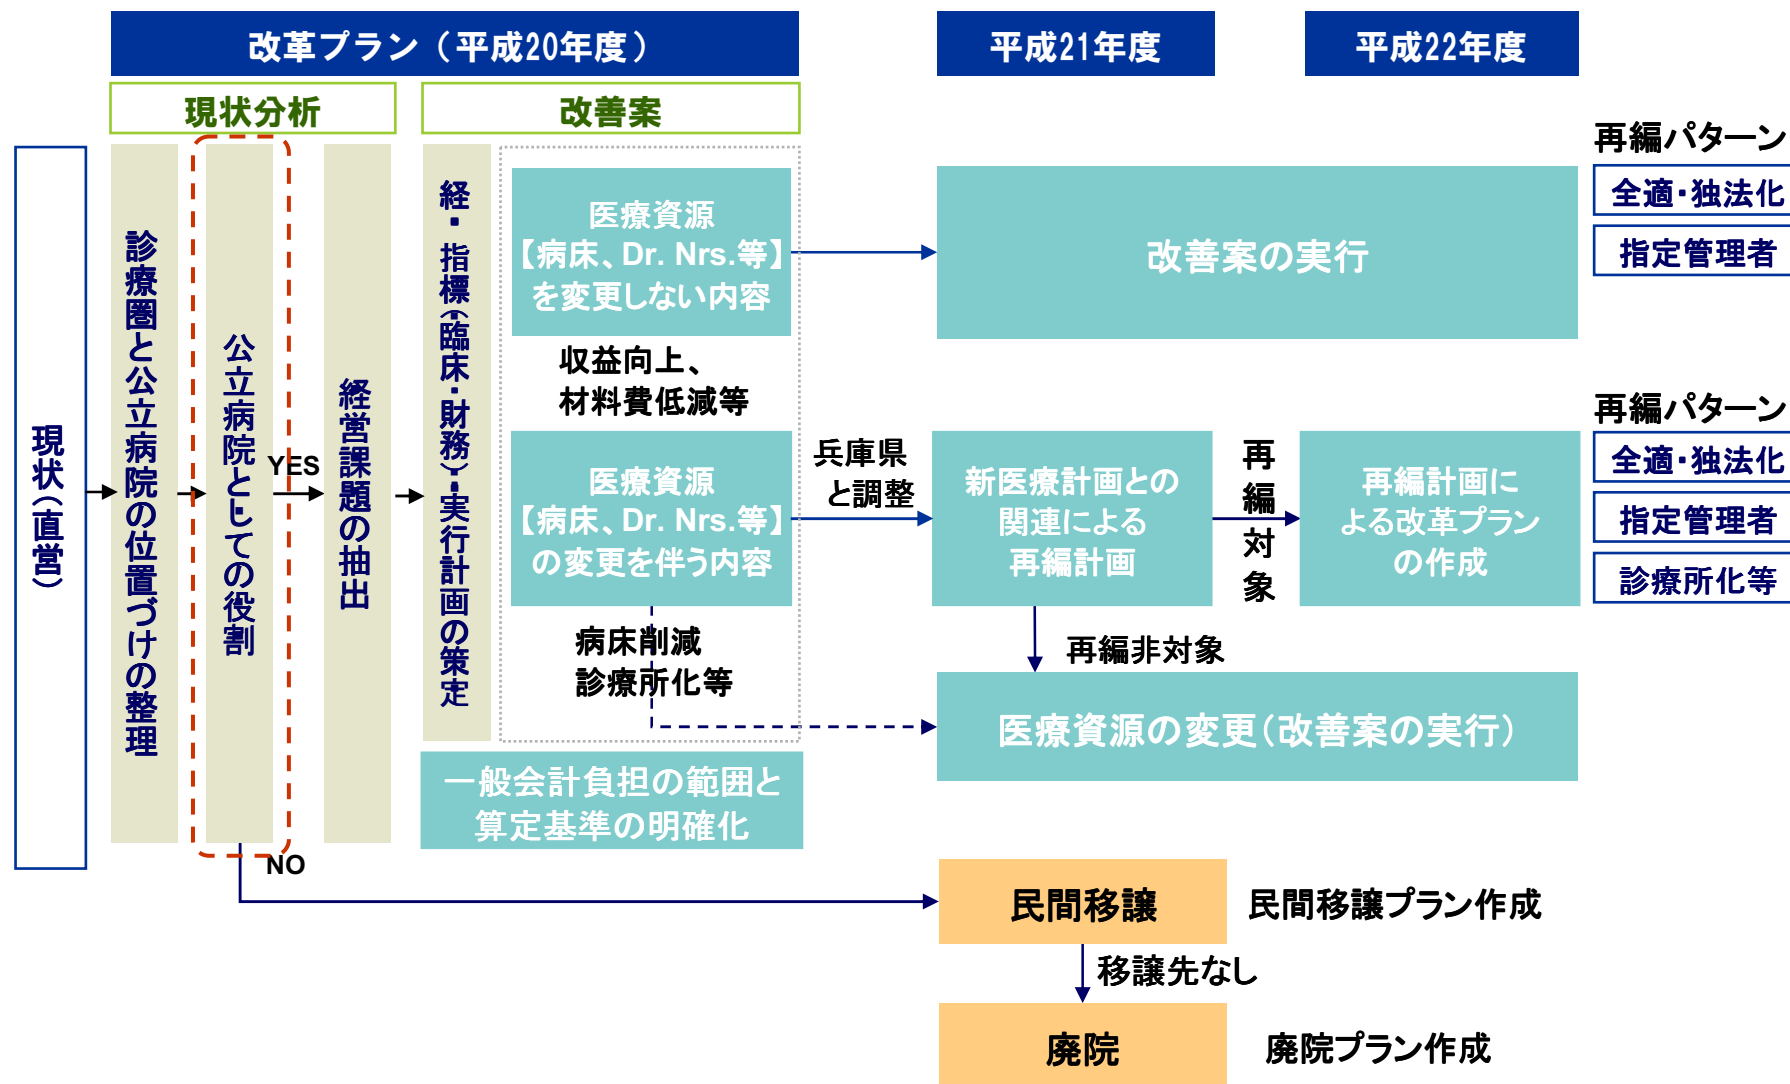 改革プラン（平成20年度）
平成21年度
平成22年度
現状分析
改善案
現状（直営）
診療圏と公立病院の位置づけの整理
公立病院としての役割
YES
NO
経営課題の抽出
指標（臨床・財務）・実行計画の策定
医療資源
【病床、Dr. Nrs.等】
を変更しない内容
収益向上、
材料費低減等
医療資源
【病床、Dr. Nrs.等】
の変更を伴う内容
病床削減
診療所化等
一般会計負担の範囲と
算定基準の明確化
改善案の実行
再編パターン
全適・独法化
指定管理者
兵庫県
と調整
新医療計画との
関連による
再編計画
再編対象
再編計画に
よる改革プラン
の作成
再編パターン
全適・独法化
指定管理者
診療所化等
再編非対象
医療資源の変更（改善案の実行）
民間移譲
民間移譲プラン作成
移譲先なし
廃院
廃院プラン作成